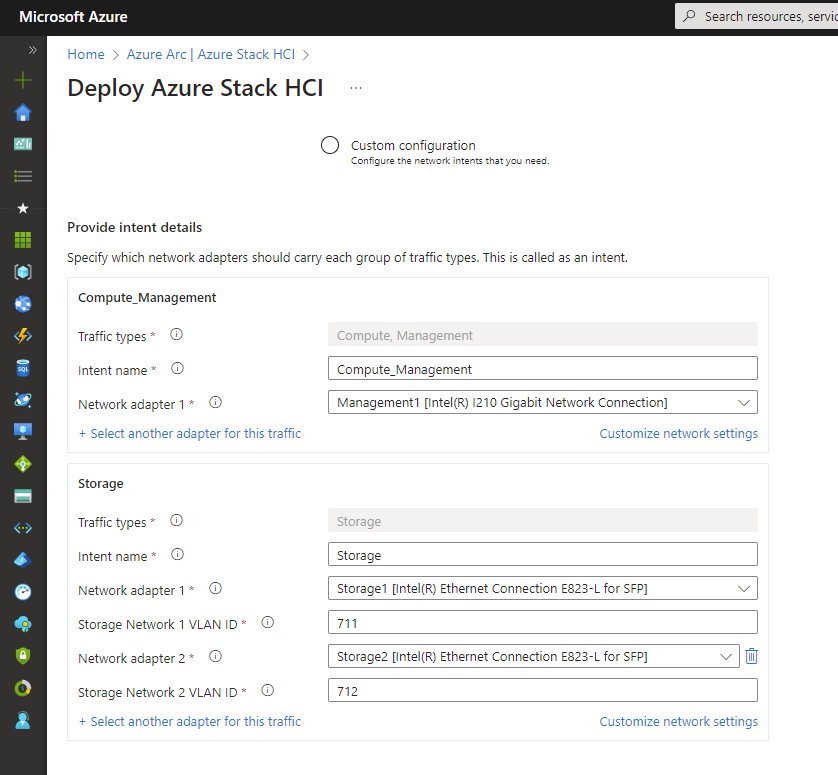 Microsoft Azure
Search resources, servic
Home > Azure Arc | Azure Stack HCI >
Deploy Azure Stack HCI ...
Custom configuration
Configure the network intents that you need.
Provide intent details
Specify which network adapters should carry each group of traffic types. This is called as an intent.
Compute_Management
Traffic types * Compute, Management
Intent name * Compute_Management
Network adapter 1 * Management1 [Intel(R) I210 Gigabit Network Connection]
+ Select another adapter for this traffic Customize network settings
Storage
Traffic types * Storage
Intent name * Storage
Network adapter 1 * Storage1 [Intel(R) Ethernet Connection E823-L for SFP]
Storage Network 1 VLAN ID * 711
Network adapter 2 * Storage2 [Intel(R) Ethernet Connection E823-L for SFP]
Storage Network 2 VLAN ID * 712
+ Select another adapter for this traffic Customize network settings